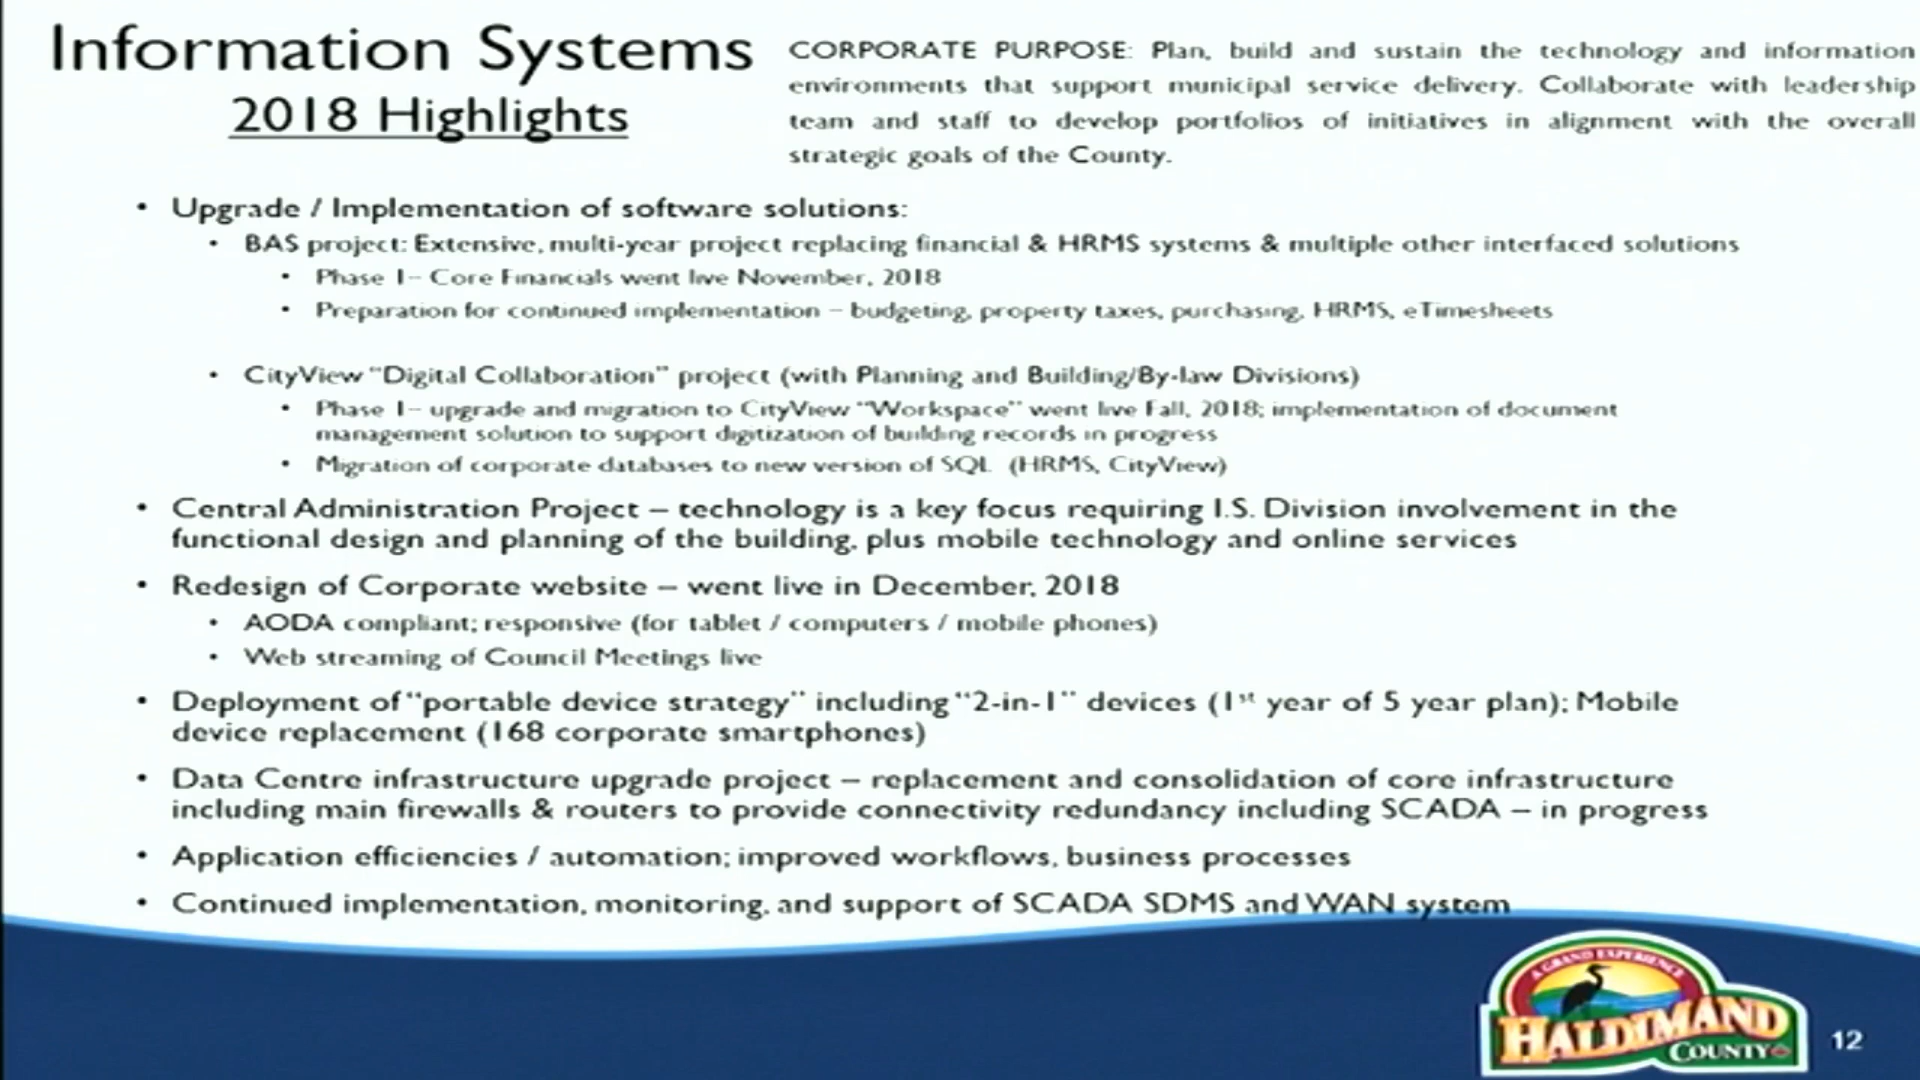 Information Systems
2018 Highlights
CORPORATE PURPOSE: Plan, build and sustain the technology and information
environments that support municipal service delivery. Collaborate with leadership
team and staff to develop portfolios of initiatives in alignment with the overall
strategic goals of the County.
• Upgrade / Implementation of software solutions:
• BAS project: Extensive, multi-year project replacing financial & HRMS systems & multiple other interfaced solutions
• Phase 1– Core Financials went live November, 2018
• Preparation for continued implementation – budgeting, property taxes, purchasing, HRMS, eTimesheets
• CityView "Digital Collaboration" project (with Planning and Building/By-law Divisions)
• Phase 1– upgrade and migration to CityView "Workspace" went live Fall, 2018; implementation of document
management solution to support digitization of building records in progress
• Migration of corporate databases to new version of SQL (HRMS, CityView)
• Central Administration Project – technology is a key focus requiring I.S. Division involvement in the
functional design and planning of the building, plus mobile technology and online services
• Redesign of Corporate website – went live in December, 2018
• AODA compliant; responsive (for tablet / computers / mobile phones)
• Web streaming of Council Meetings live
• Deployment of "portable device strategy" including "2-in-1" devices (1st year of 5 year plan); Mobile
device replacement (168 corporate smartphones)
• Data Centre infrastructure upgrade project – replacement and consolidation of core infrastructure
including main firewalls & routers to provide connectivity redundancy including SCADA – in progress
• Application efficiencies / automation; improved workflows, business processes
• Continued implementation, monitoring, and support of SCADA SDMS and WAN system
A GRAND EXPERIENCE
HALDIMAND
COUNTY
12